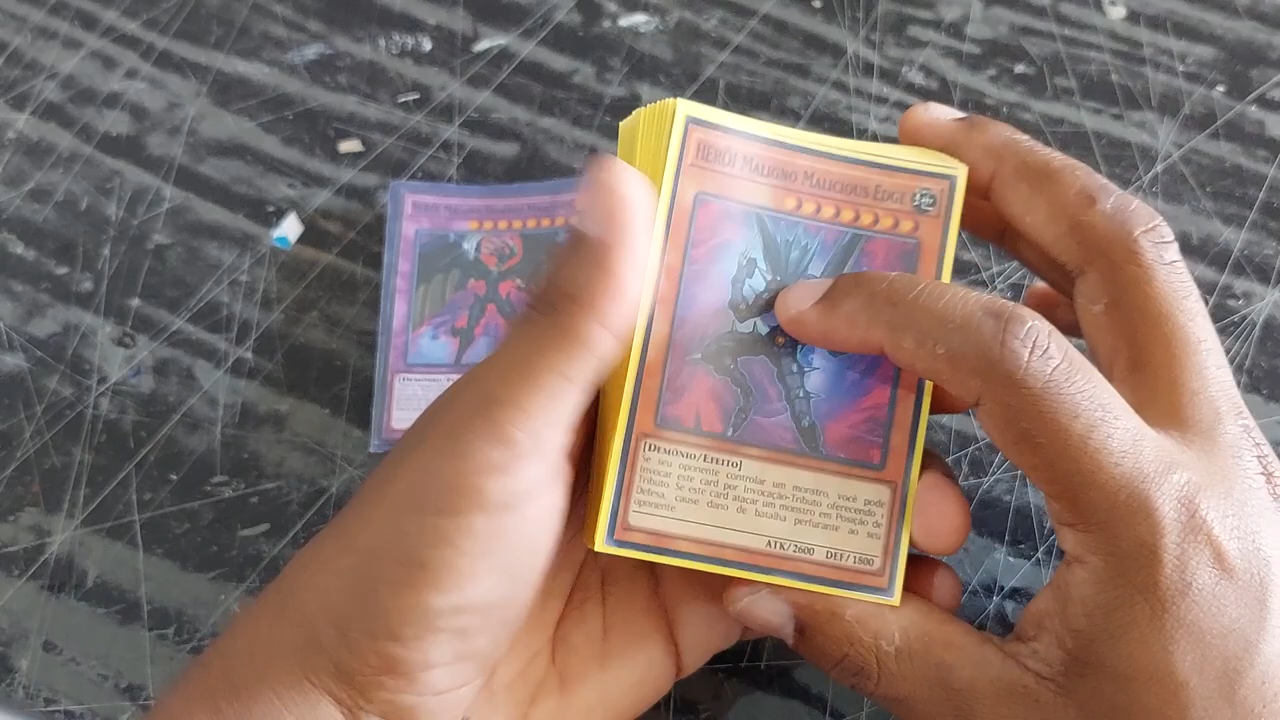 HERÓI MALIGNO MALICIOUS EDGE
[DEMÔNIO/EFEITO]
Se seu oponente controlar um monstro, você pode
Invocar este card por Invocação-Tributo oferecendo 1
Tributo. Se este card atacar um monstro em Posição de
Defesa, cause dano de batalha perfurante ao seu
oponente.
ATK/2600 DEF/1800